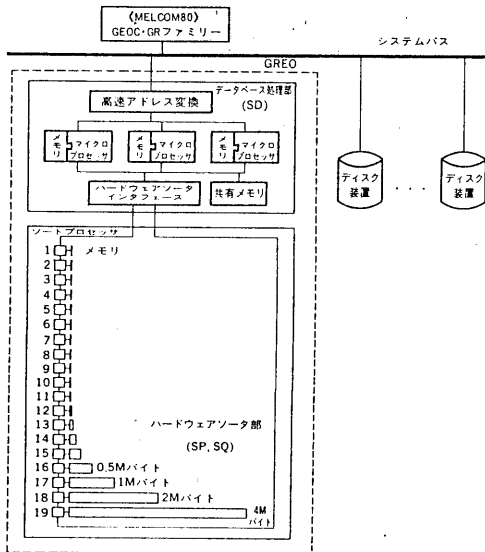 〈MELCOM80〉
GEOC・GRファミリー
システムバス
GREO
データベース処理部
(SD)
高速アドレス変換
メモリ
マイクロ
プロセッサ
メモリ
マイクロ
プロセッサ
メモリ
マイクロ
プロセッサ
ハードウェアソータ
インタフェース
共有メモリ
ディスク
装置
・・・・
ディスク
装置
ソートプロセッサ
1 メモリ
2
3
4
5
6
7
8
9
10
11
12
13 ハードウェアソータ部
14 (SP, SQ)
15
16 0.5Mバイト
17 1Mバイト
18 2Mバイト
19 4M
バイト